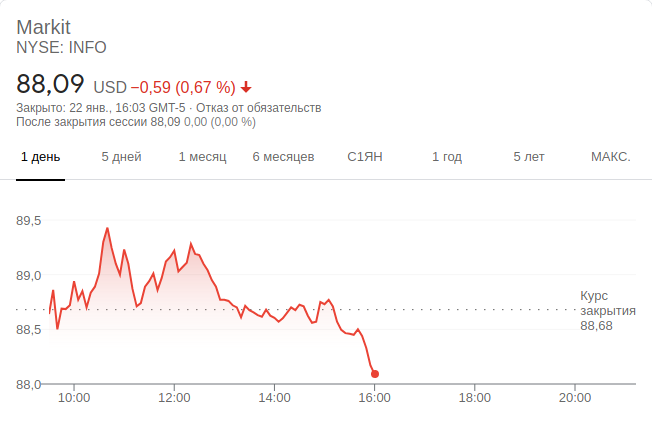 Markit
NYSE: INFO
88,09 USD −0,59 (0,67 %)
Закрыто: 22 янв., 16:03 GMT-5 · Отказ от обязательств
После закрытия сессии 88,09 0,00 (0,00 %)
1 день 5 дней 1 месяц 6 месяцев С1ЯН 1 год 5 лет МАКС.
89,5
89,0
Курс
закрытия
88,68
88,5
88,0
10:00 12:00 14:00 16:00 18:00 20:00